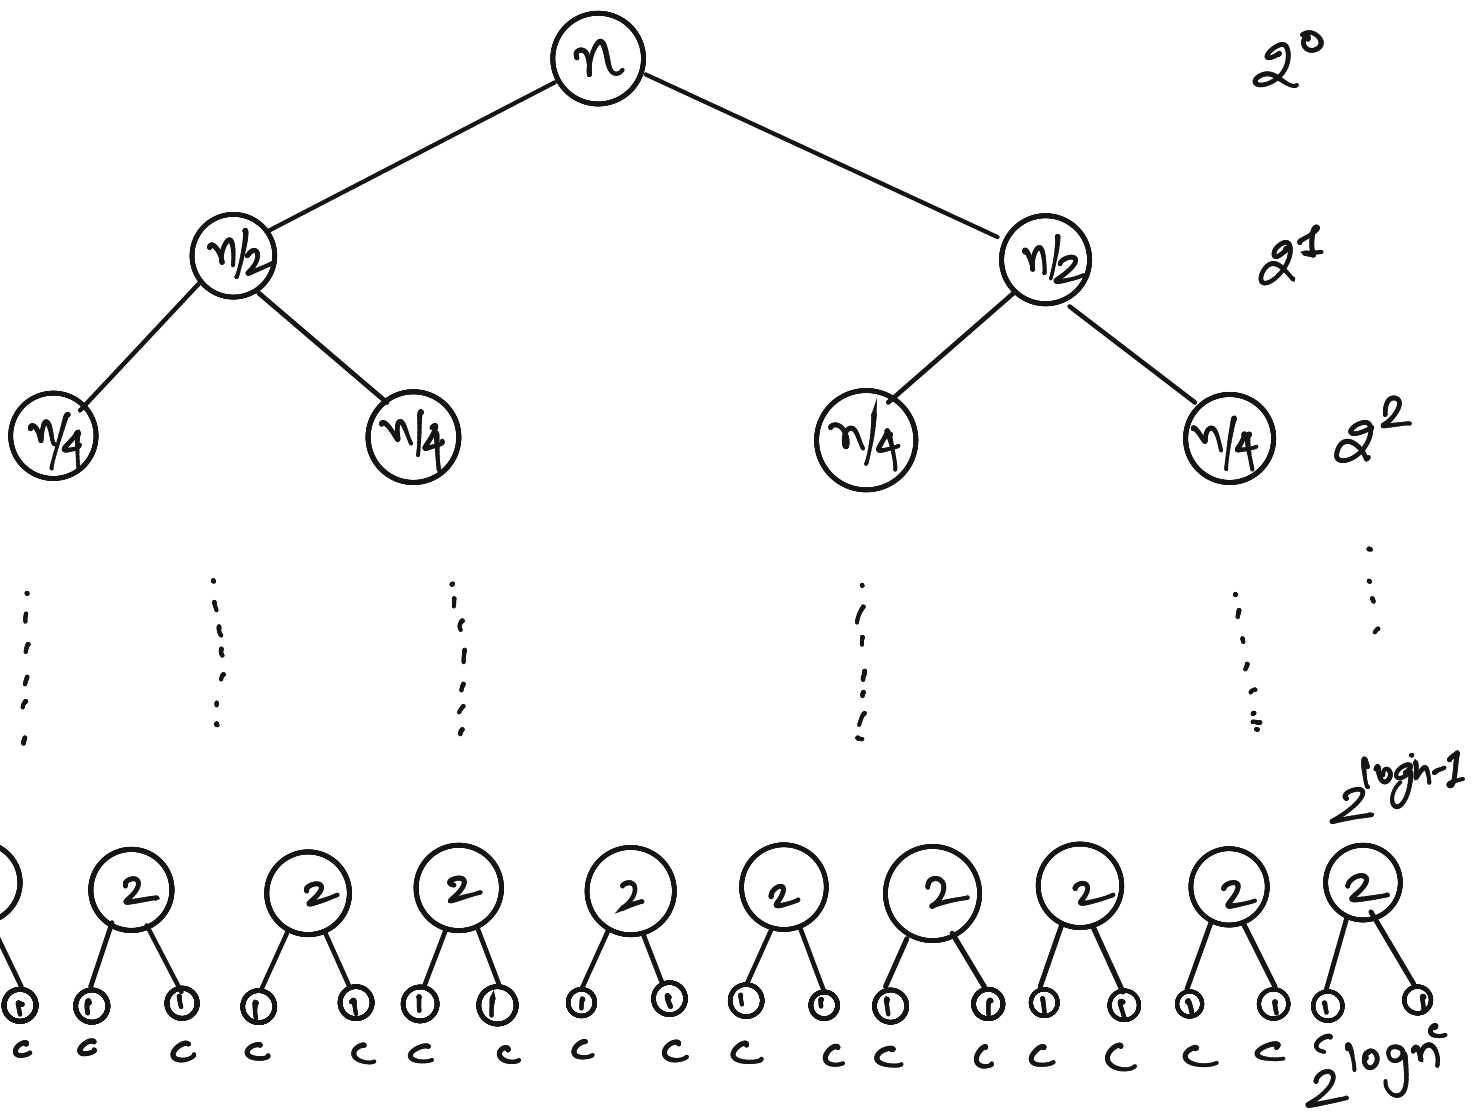 n 2^0
n/2 n/2 2^1
n/4 n/4 n/4 n/4 2^2
2^logn-1
2 2 2 2 2 2 2 2 2
1 1 1 1 1 1 1 1 1 1 1 1 1 1 1 1 1 1 1
c c c c c c c c c c c c c c c c c c c
2^logn